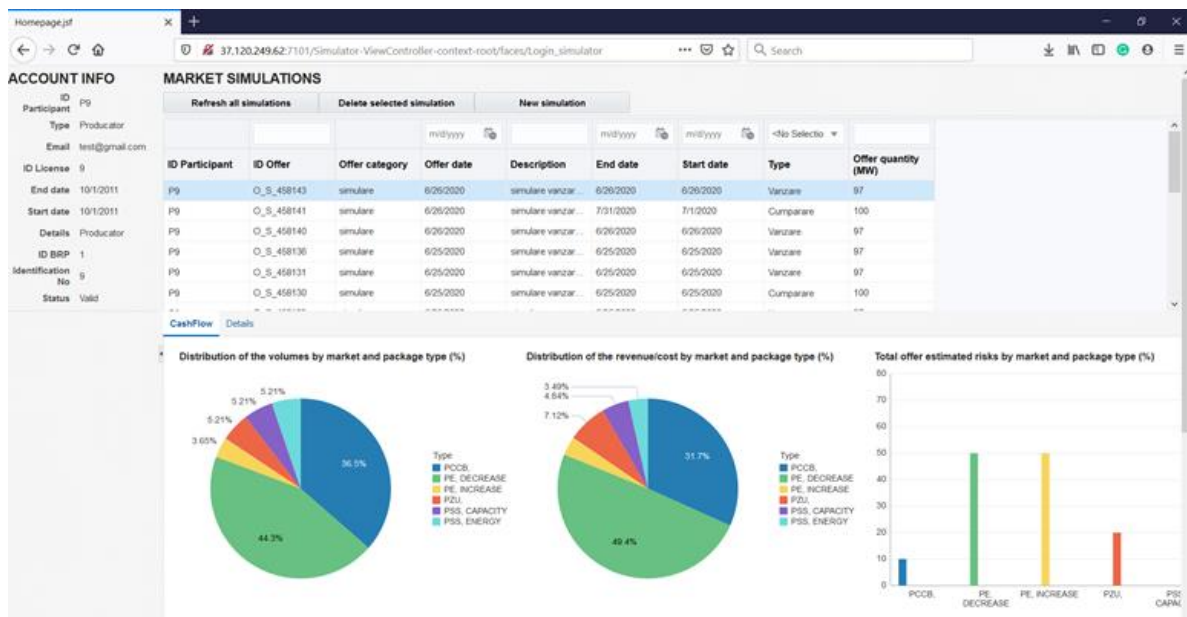 Homepage.jsf
37.120.249.62:7101/Simulator-ViewController-context-root/faces/Login_simulator
Search
ACCOUNT INFO
ID Participant P9
Type Producator
Email test@gmail.com
ID License 9
End date 10/1/2011
Start date 10/1/2011
Details Producator
ID BRP 1
Identification No 9
Status Valid
MARKET SIMULATIONS
Refresh all simulations Delete selected simulation New simulation
m/d/yyyy m/d/yyyy m/d/yyyy <No Selectio
ID Participant ID Offer Offer category Offer date Description End date Start date Type Offer quantity (MW)
P9 O_S_458143 simulare 6/26/2020 simulare vanzar... 6/26/2020 6/26/2020 Vanzare 97
P9 O_S_458141 simulare 6/26/2020 simulare vanzar... 7/31/2020 7/1/2020 Cumparare 100
P9 O_S_458140 simulare 6/26/2020 simulare vanzar... 6/26/2020 6/26/2020 Vanzare 97
P9 O_S_458136 simulare 6/25/2020 simulare vanzar... 6/25/2020 6/25/2020 Vanzare 97
P9 O_S_458131 simulare 6/25/2020 simulare vanzar... 6/25/2020 6/25/2020 Vanzare 97
P9 O_S_458130 simulare 6/25/2020 simulare vanzar... 6/25/2020 6/25/2020 Cumparare 100
CashFlow Details
Distribution of the volumes by market and package type (%)
5.21%
5.21%
5.21%
3.65%
36.5%
44.3%
Type
PCCB,
PE, DECREASE
PE, INCREASE
PZU,
PSS, CAPACITY
PSS, ENERGY
Distribution of the revenue/cost by market and package type (%)
3.49%
4.64%
7.12%
31.7%
49.4%
Type
PCCB,
PE, DECREASE
PE, INCREASE
PZU,
PSS, CAPACITY
PSS, ENERGY
Total offer estimated risks by market and package type (%)
80
70
60
50
40
30
20
10
0
PCCB, PE, DECREASE PE, INCREASE PZU,